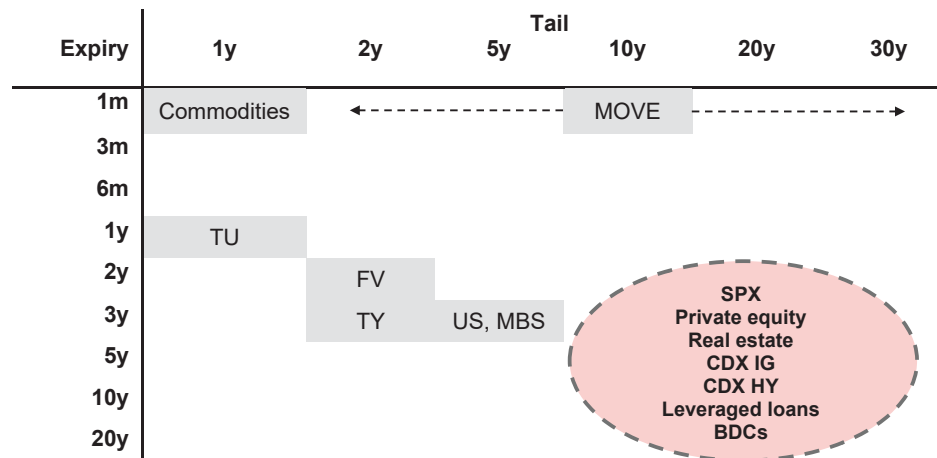 Tail
Expiry 1y 2y 5y 10y 20y 30y
1m Commodities MOVE
3m
6m
1y TU
2y FV
3y TY US, MBS
5y
10y
20y
SPX
Private equity
Real estate
CDX IG
CDX HY
Leveraged loans
BDCs